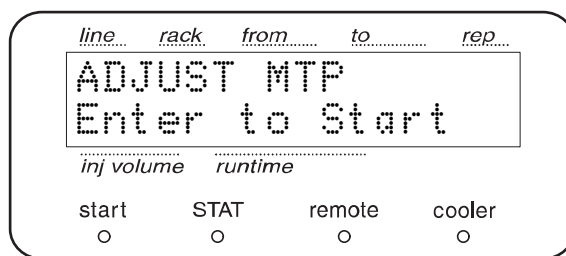 line rack from to rep
ADJUST MTP
Enter to Start
inj volume runtime
start STAT remote cooler